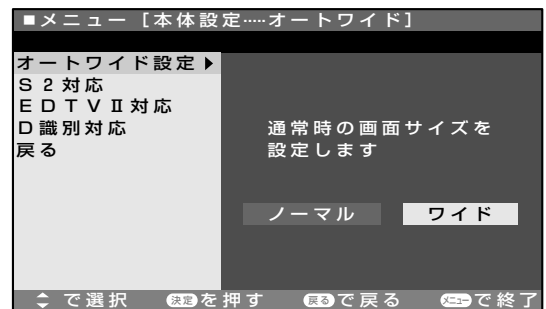 ■メニュー [本体設定……オートワイド]
オートワイド設定▶
S2対応
EDTVⅡ対応
D識別対応
戻る
通常時の画面サイズを
設定します
ノーマル ワイド
で選択 決定を押す 戻るで戻る メニューで終了